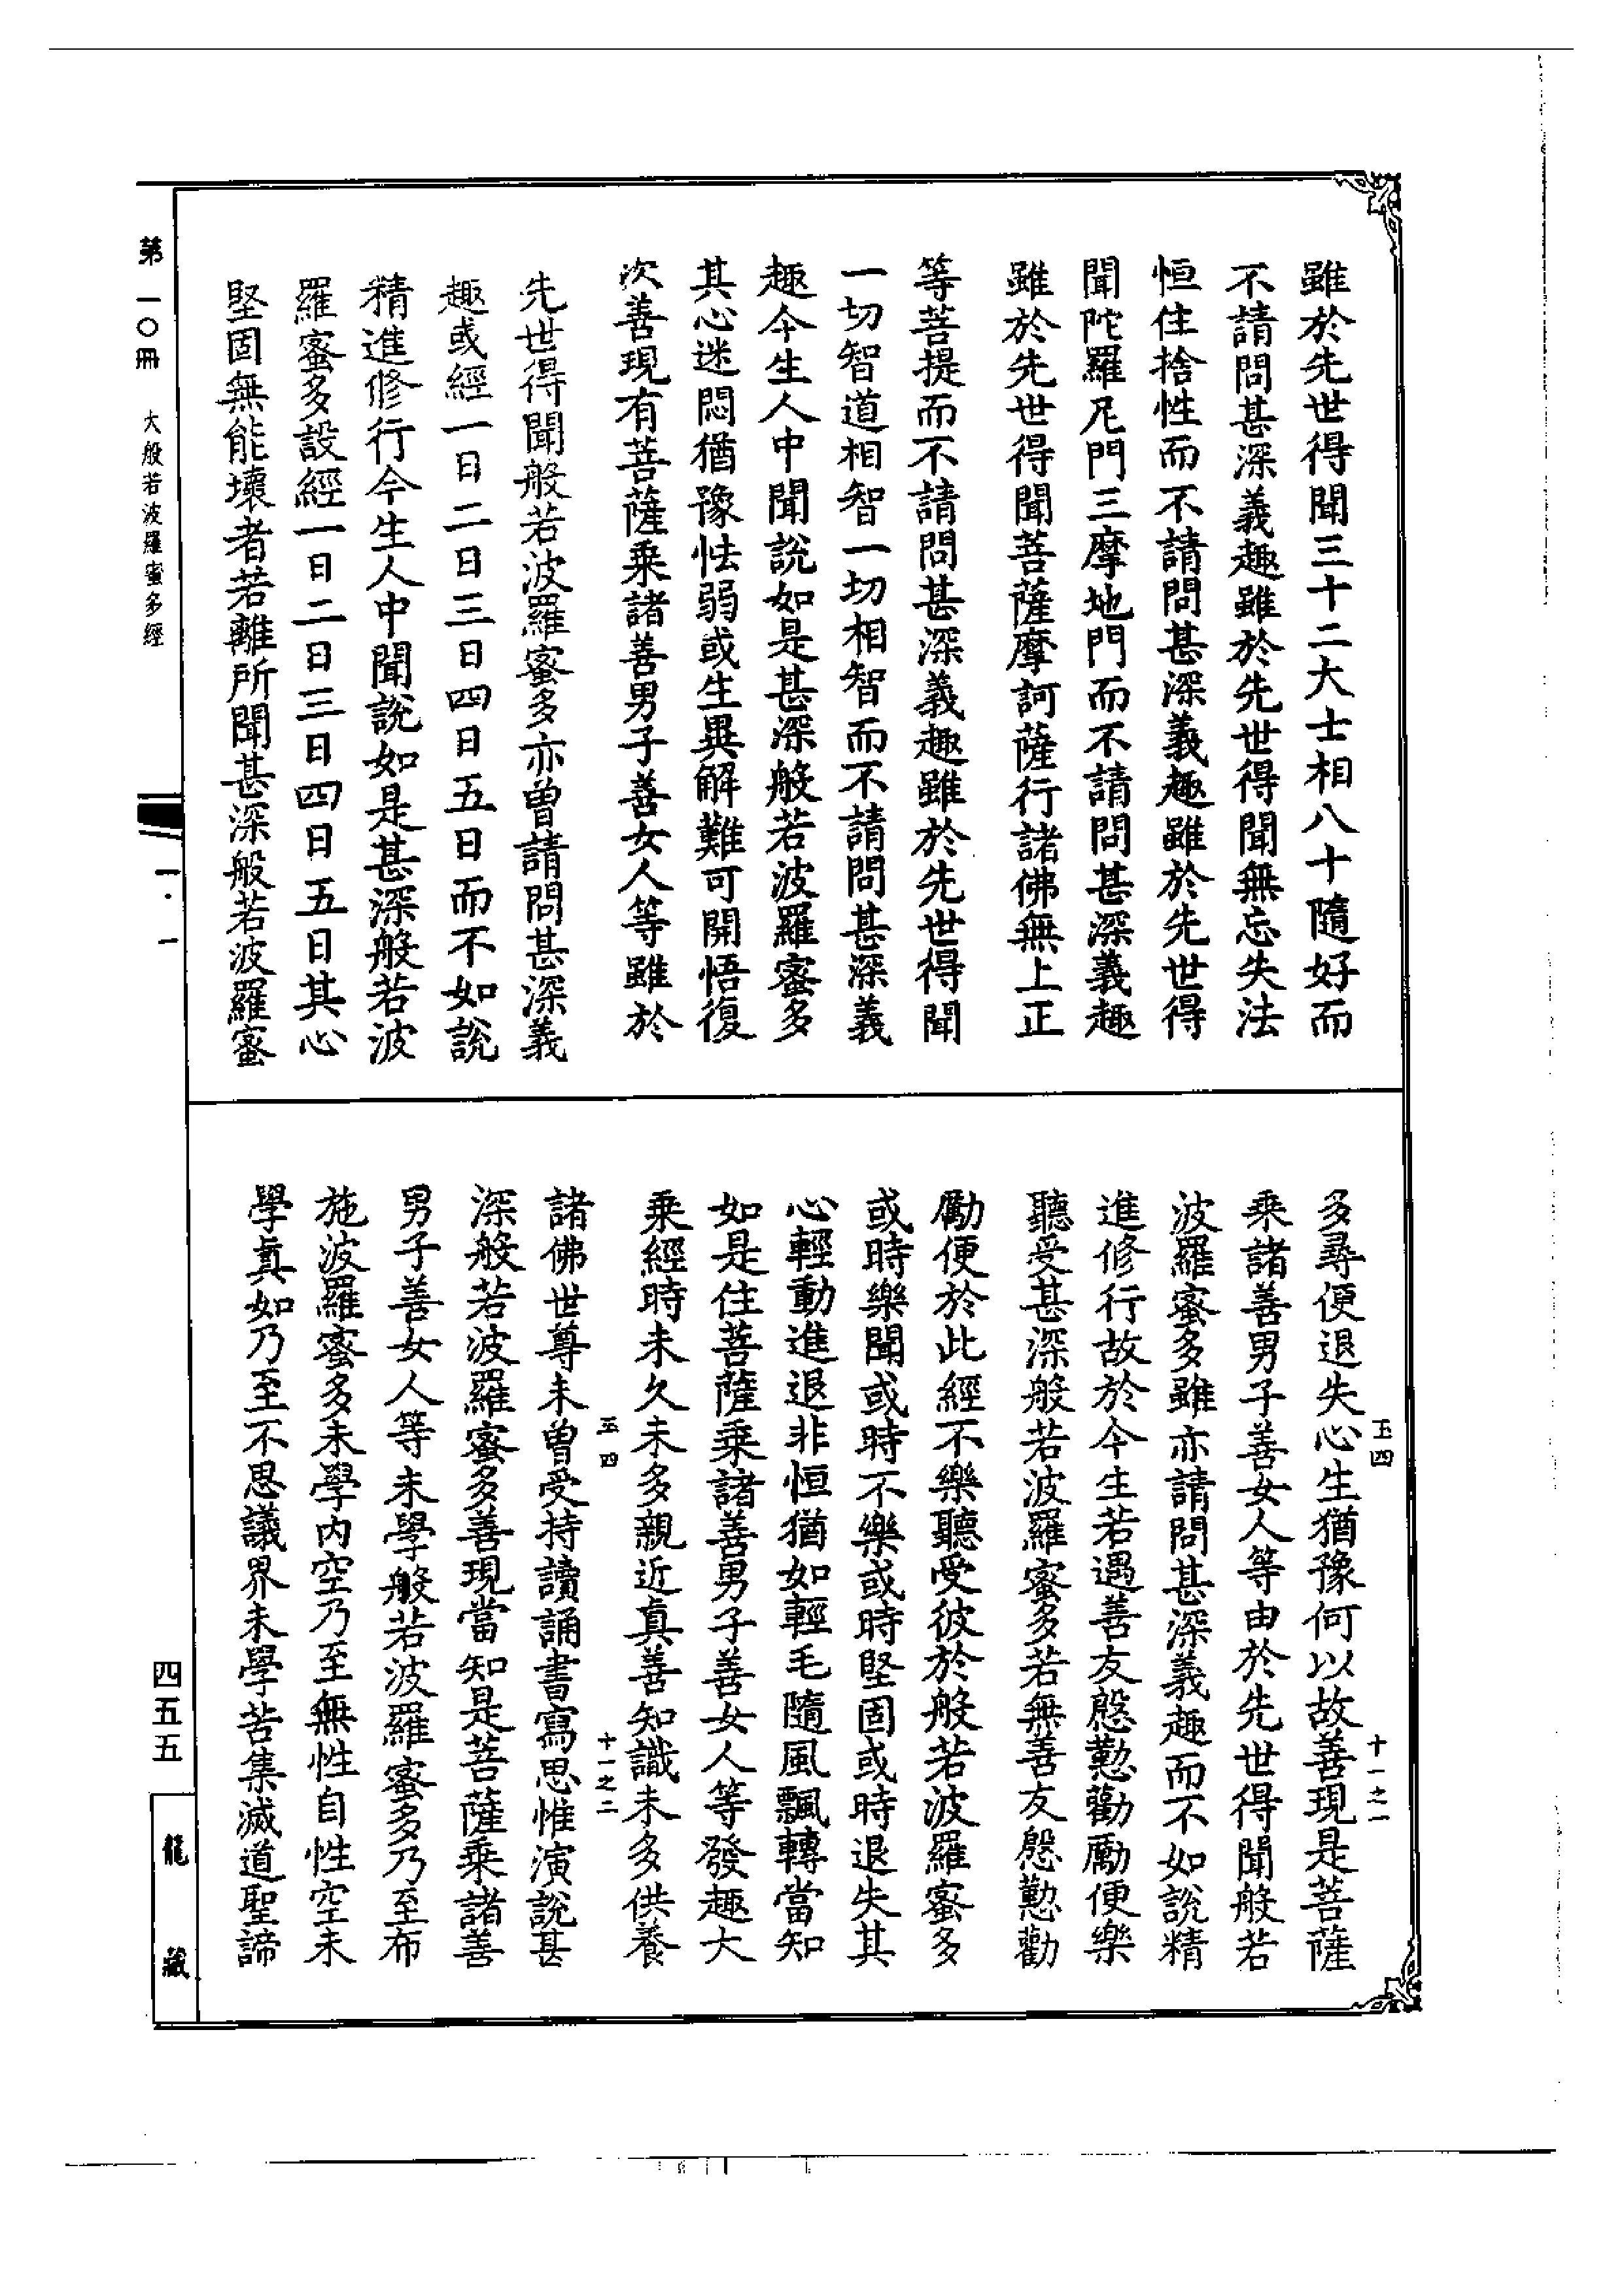 雖於先世得聞三十二大士相八十隨好而
不請問甚深義趣雖於先世得聞無忘失法
恒住捨性而不請問甚深義趣雖於先世得
聞陀羅尼門三摩地門而不請問甚深義趣
雖於先世得聞菩薩摩訶薩行諸佛無上正
等菩提而不請問甚深義趣雖於先世得聞
一切智道相智一切相智而不請問甚深義
趣今生人中聞說如是甚深般若波羅蜜多
其心迷悶猶豫怯弱或生異解難可開悟復
次善現有菩薩乘諸善男子善女人等雖於
先世得聞般若波羅蜜多亦曾請問甚深義
趣或經一日二日三日四日五日而不如說
精進修行今生人中聞說如是甚深般若波
羅蜜多設經一日二日三日四日五日其心
堅固無能壞者若離所聞甚深般若波羅蜜
多尋便退失心生猶豫何以故善現是菩薩
乘諸善男子善女人等由於先世得聞般若
波羅蜜多雖亦請問甚深義趣而不如說精
進修行故於今生若遇善友慇懃勸勵便樂
聽受甚深般若波羅蜜多若無善友慇懃勸
勵便於此經不樂聽受彼於般若波羅蜜多
或時樂聞或時不樂或時堅固或時退失其
心輕動進退非恒猶如輕毛隨風飄轉當知
如是住菩薩乘諸善男子善女人等發趣大
乘經時未久未多親近真善知識未多供養
諸佛世尊未曾受持讀誦書寫思惟演說甚
深般若波羅蜜多善現當知是菩薩乘諸善
男子善女人等未學般若波羅蜜多乃至布
施波羅蜜多未學內空乃至無性自性空未
學真如乃至不思議界未學苦集滅道聖諦
玉四
十一之一
玉四
十一之二
第一〇冊
大般若波羅蜜多經
一·一
四五五
龍藏